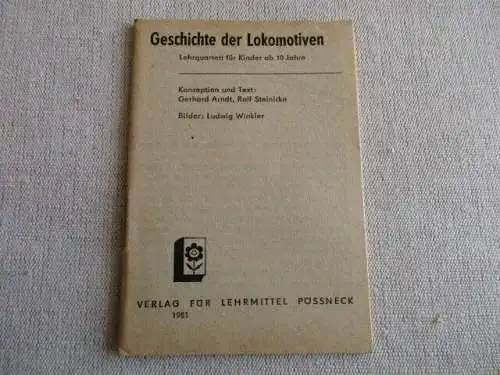 Geschichte der Lokomotiven
Lehrquartett für Kinder ab 10 Jahre
Konzeption und Text:
Gerhard Arndt, Rolf Steinicke
Bilder: Ludwig Winkler
VERLAG FÜR LEHRMITTEL PÖSSNECK
1981